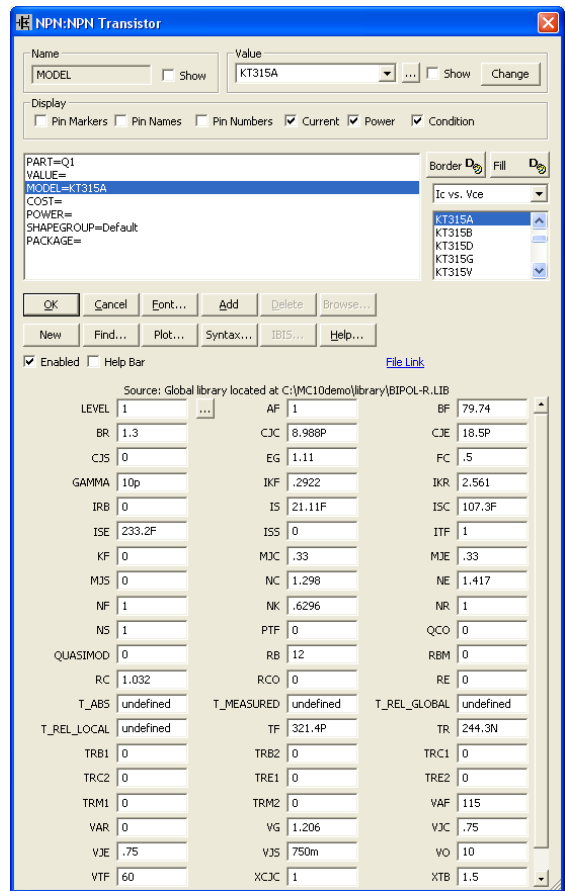 NPN:NPN Transistor
Name
Value
MODEL Show KT315A ... Show Change
Display
Pin Markers Pin Names Pin Numbers Current Power Condition
PART=Q1
VALUE=
MODEL=KT315A
COST=
POWER=
SHAPEGROUP=Default
PACKAGE=
Border Fill
Ic vs. Vce
KT315A
KT315B
KT315D
KT315G
KT315V
OK Cancel Font... Add Delete Browse...
New Find... Plot... Syntax... IBIS... Help...
Enabled Help Bar File Link
Source: Global library located at C:\MC10demo\library\BIPOL-R.LIB
LEVEL 1 ... AF 1 BF 79.74
BR 1.3 CJC 8.988P CJE 18.5P
CJS 0 EG 1.11 FC .5
GAMMA 10p IKF .2922 IKR 2.561
IRB 0 IS 21.11F ISC 107.3F
ISE 233.2F ISS 0 ITF 1
KF 0 MJC .33 MJE .33
MJS 0 NC 1.298 NE 1.417
NF 1 NK .6296 NR 1
NS 1 PTF 0 QCO 0
QUASIMOD 0 RB 12 RBM 0
RC 1.032 RCO 0 RE 0
T_ABS undefined T_MEASURED undefined T_REL_GLOBAL undefined
T_REL_LOCAL undefined TF 321.4P TR 244.3N
TRB1 0 TRB2 0 TRC1 0
TRC2 0 TRE1 0 TRE2 0
TRM1 0 TRM2 0 VAF 115
VAR 0 VG 1.206 VJC .75
VJE .75 VJS 750m VO 10
VTF 60 XCJC 1 XTB 1.5